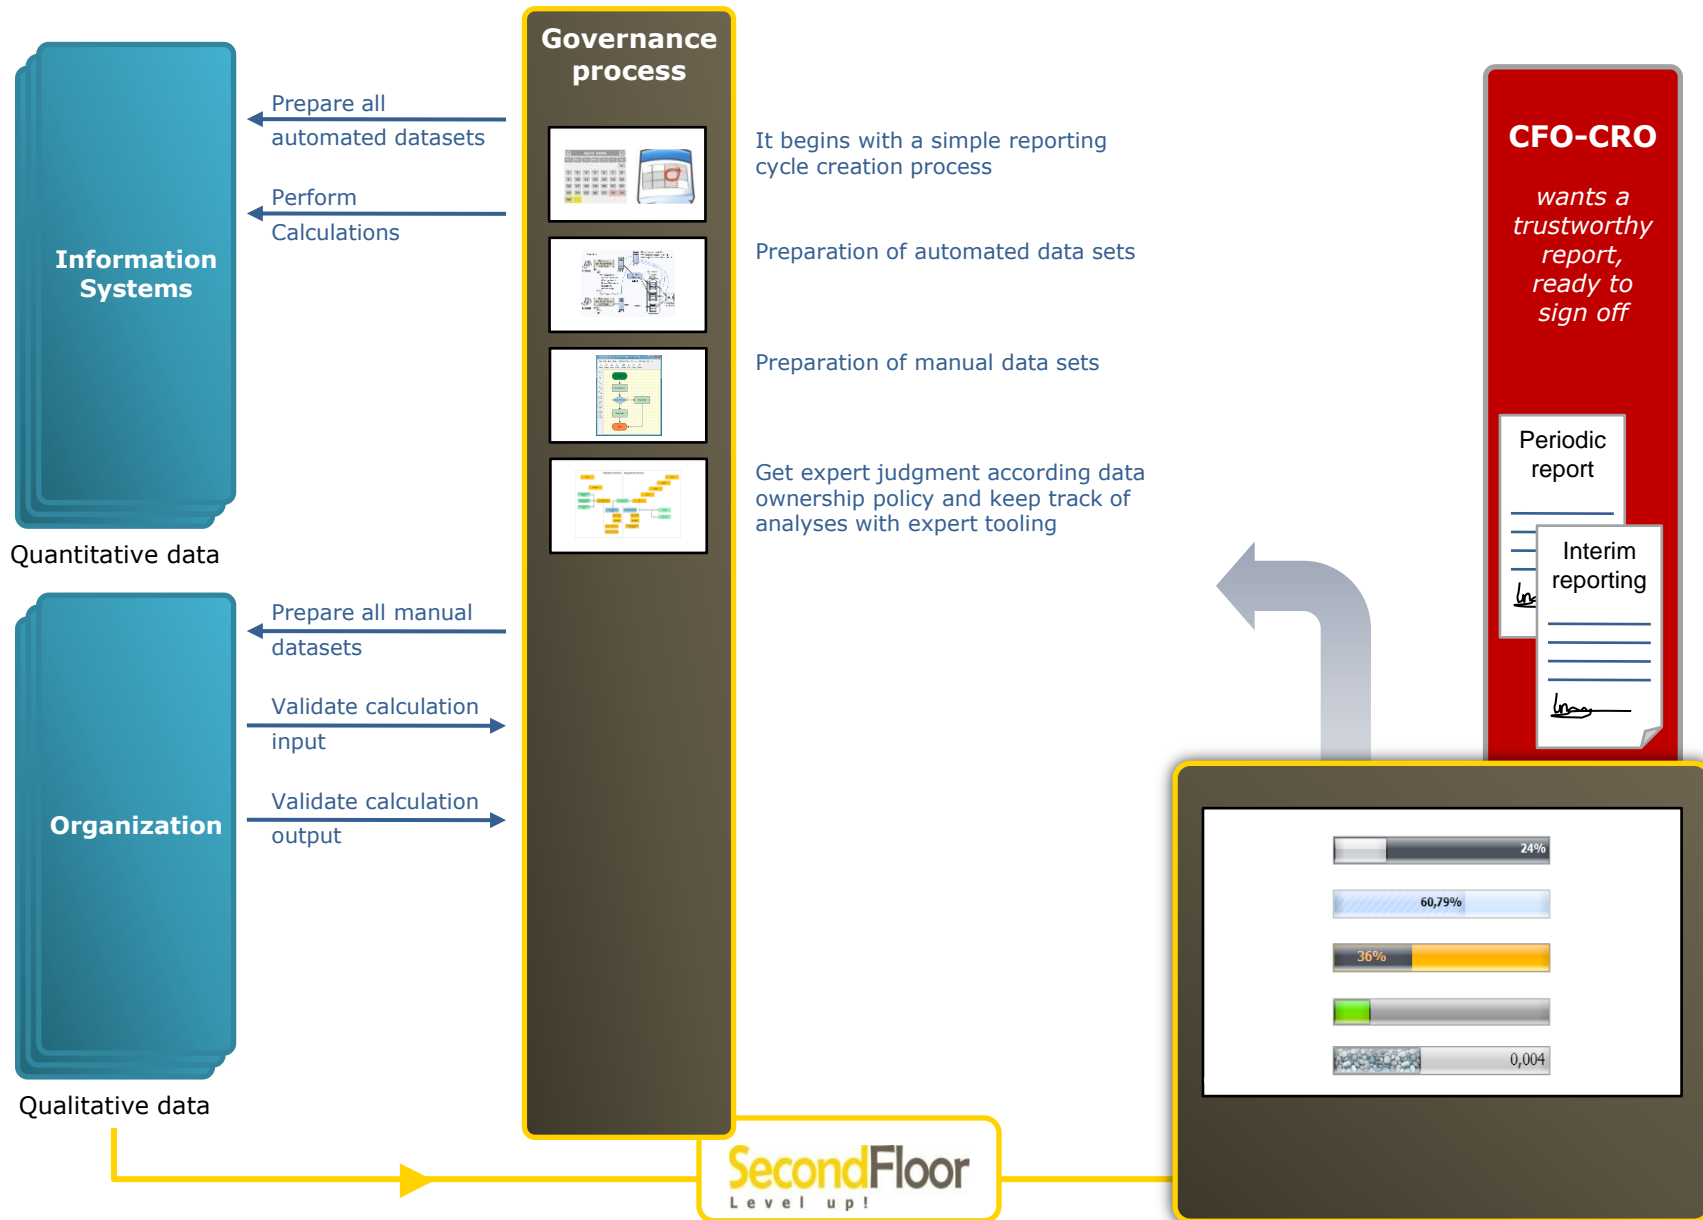 Governance
process
Prepare all
automated datasets
Perform
Calculations
Information
Systems
Quantitative data
It begins with a simple reporting
cycle creation process
Preparation of automated data sets
Preparation of manual data sets
Get expert judgment according data
ownership policy and keep track of
analyses with expert tooling
CFO-CRO
wants a
trustworthy
report,
ready to
sign off
Periodic
report
Interim
reporting
Prepare all manual
datasets
Validate calculation
input
Validate calculation
output
Organization
Qualitative data
24%
60,79%
36%
0,004
SecondFloor
Level up!